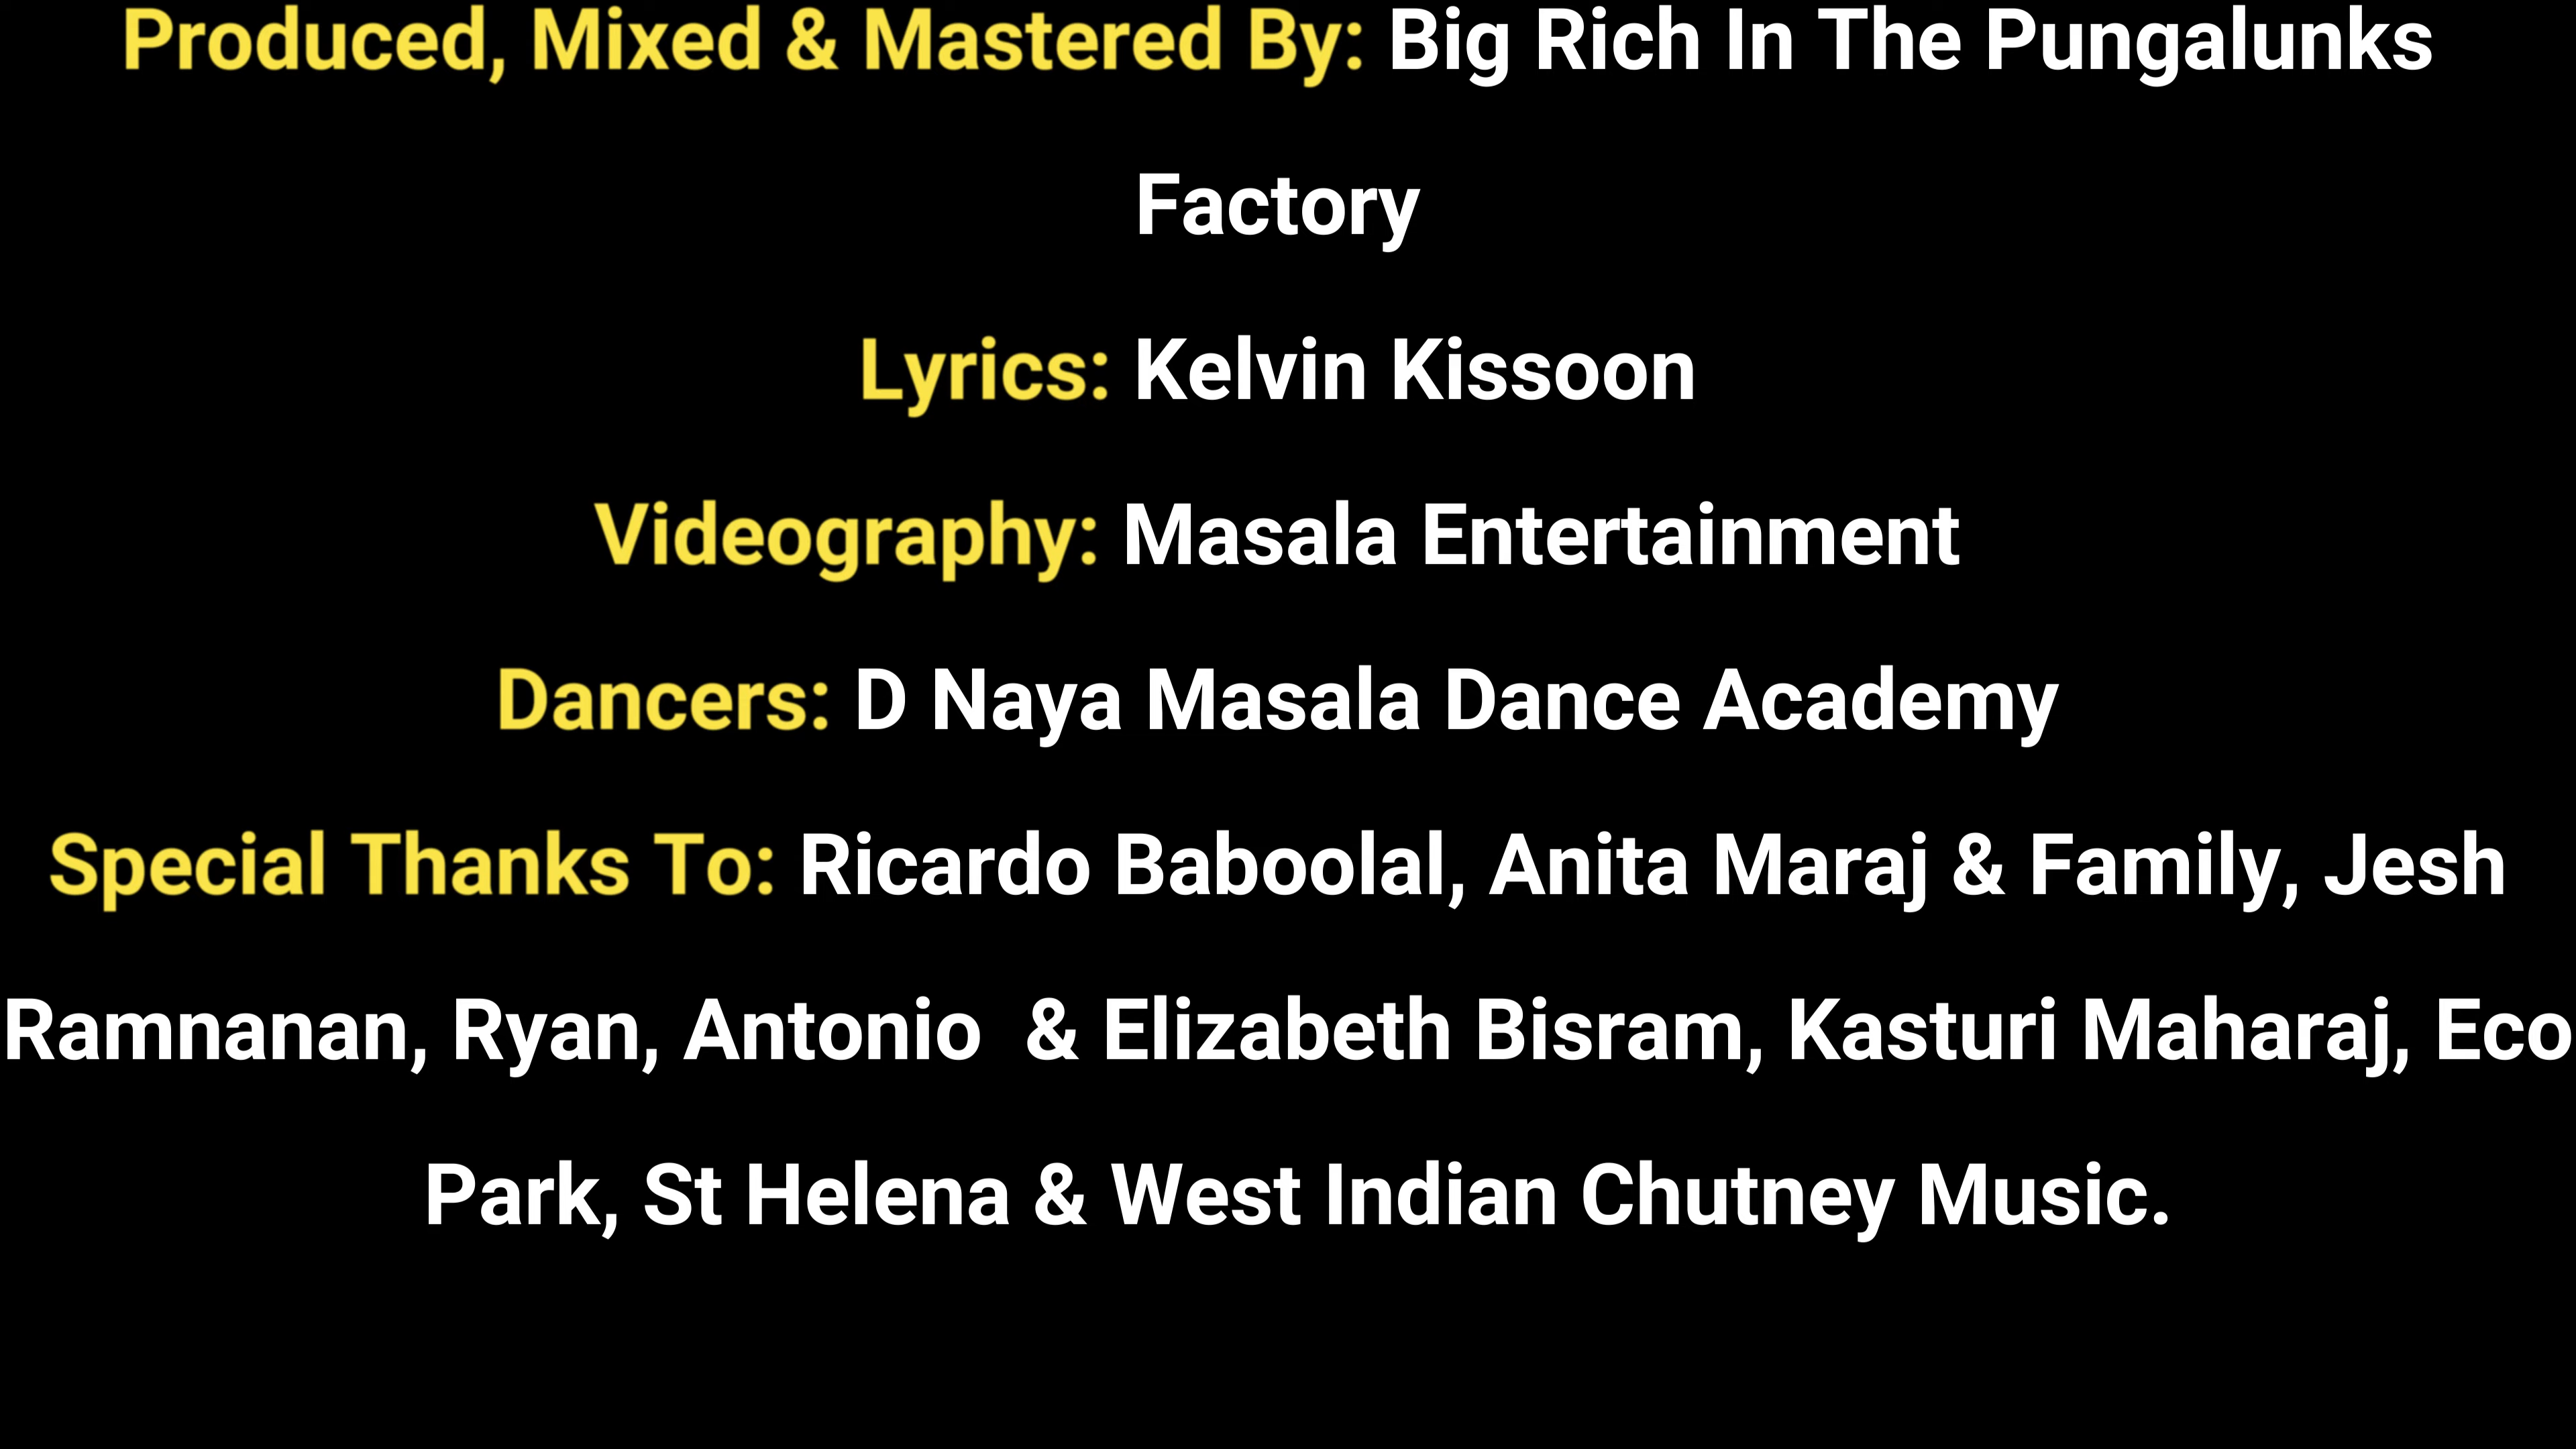 Produced, Mixed & Mastered By: Big Rich In The Pungalunks
Factory
Lyrics: Kelvin Kissoon
Videography: Masala Entertainment
Dancers: D Naya Masala Dance Academy
Special Thanks To: Ricardo Baboolal, Anita Maraj & Family, Jesh
Ramnanan, Ryan, Antonio  & Elizabeth Bisram, Kasturi Maharaj, Eco
Park, St Helena & West Indian Chutney Music.